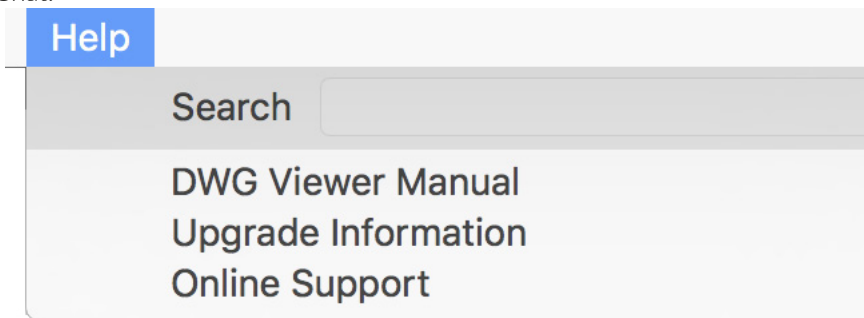 Help
Search
DWG Viewer Manual
Upgrade Information
Online Support